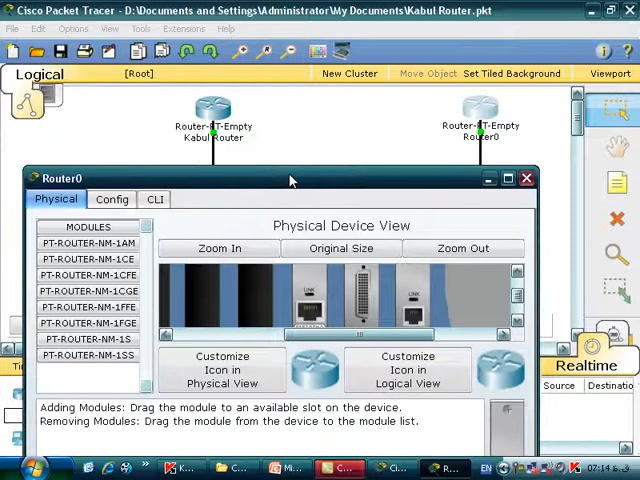 Cisco Packet Tracer - D:\Documents and Settings\Administrator\My Documents\Kabul Router.pkt
File Edit Options View Tools Extensions Help
Logical [Root] New Cluster Move Object Set Tiled Background Viewport
Router-PT-Empty
Kabul Router
Router-PT-Empty
Router0
Router0
Physical Config CLI
MODULES
PT-ROUTER-NM-1AM
PT-ROUTER-NM-1CE
PT-ROUTER-NM-1CFE
PT-ROUTER-NM-1CGE
PT-ROUTER-NM-1FFE
PT-ROUTER-NM-1FGE
PT-ROUTER-NM-1S
PT-ROUTER-NM-1SS
Physical Device View
Zoom In Original Size Zoom Out
LINK
LINK
Customize
Icon in
Physical View
Customize
Icon in
Logical View
Adding Modules: Drag the module to an available slot on the device.
Removing Modules: Drag the module from the device to the module list.
Realtime
Source Destinatio
start K... C... Mi... C... Ci... R... EN